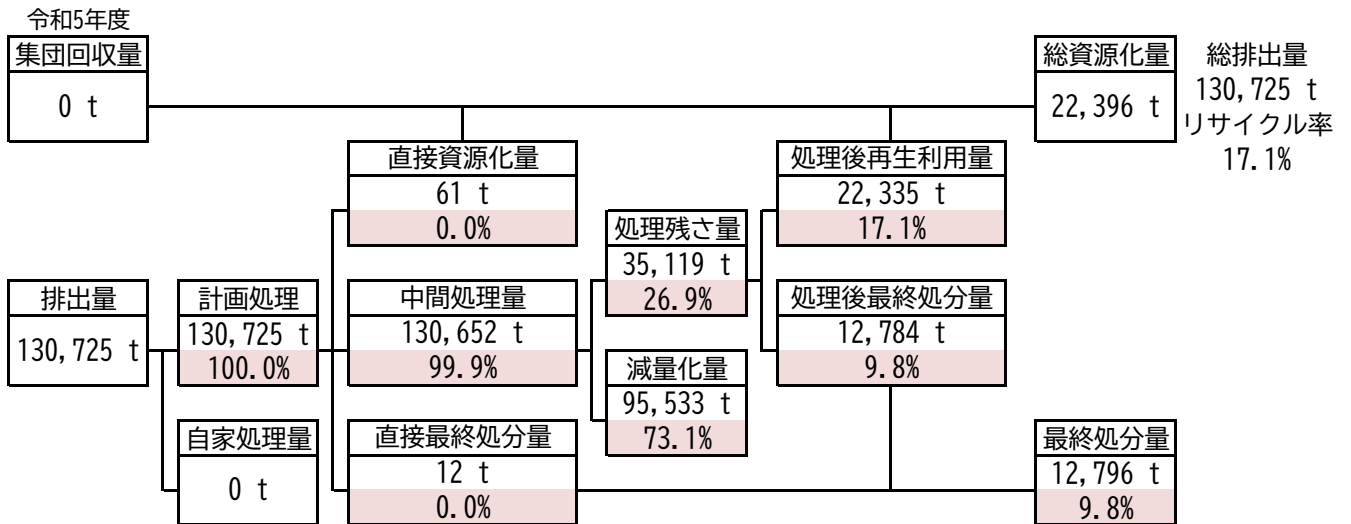 令和5年度
集団回収量
0 t
総資源化量
22,396 t
総排出量
130,725 t
リサイクル率
17.1%
直接資源化量
61 t
0.0%
処理後再生利用量
22,335 t
17.1%
処理残さ量
35,119 t
26.9%
排出量
130,725 t
計画処理
130,725 t
100.0%
中間処理量
130,652 t
99.9%
処理後最終処分量
12,784 t
9.8%
減量化量
95,533 t
73.1%
自家処理量
0 t
直接最終処分量
12 t
0.0%
最終処分量
12,796 t
9.8%